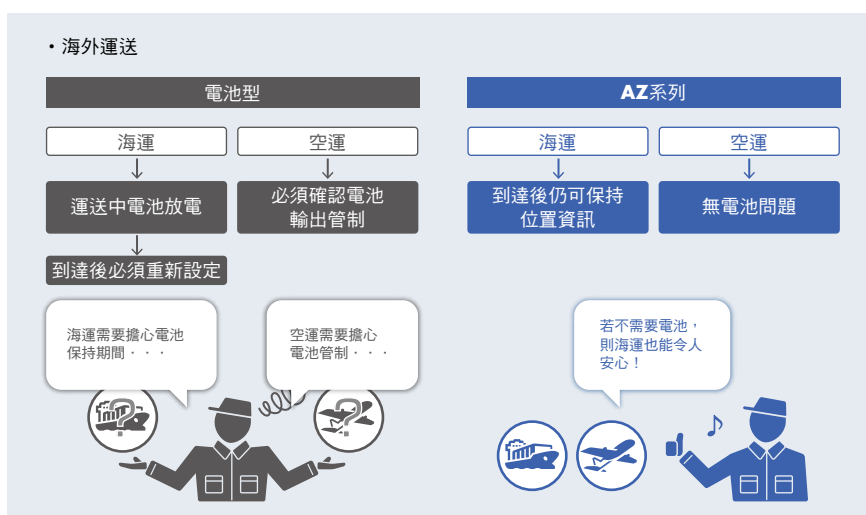 ・海外運送
電池型
海運
空運
運送中電池放電
必須確認電池
輸出管制
到達後必須重新設定
海運需要擔心電池
保持期間・・・
空運需要擔心
電池管制・・・
?
?
AZ系列
海運
空運
到達後仍可保持
位置資訊
無電池問題
若不需要電池，
則海運也能令人
安心！